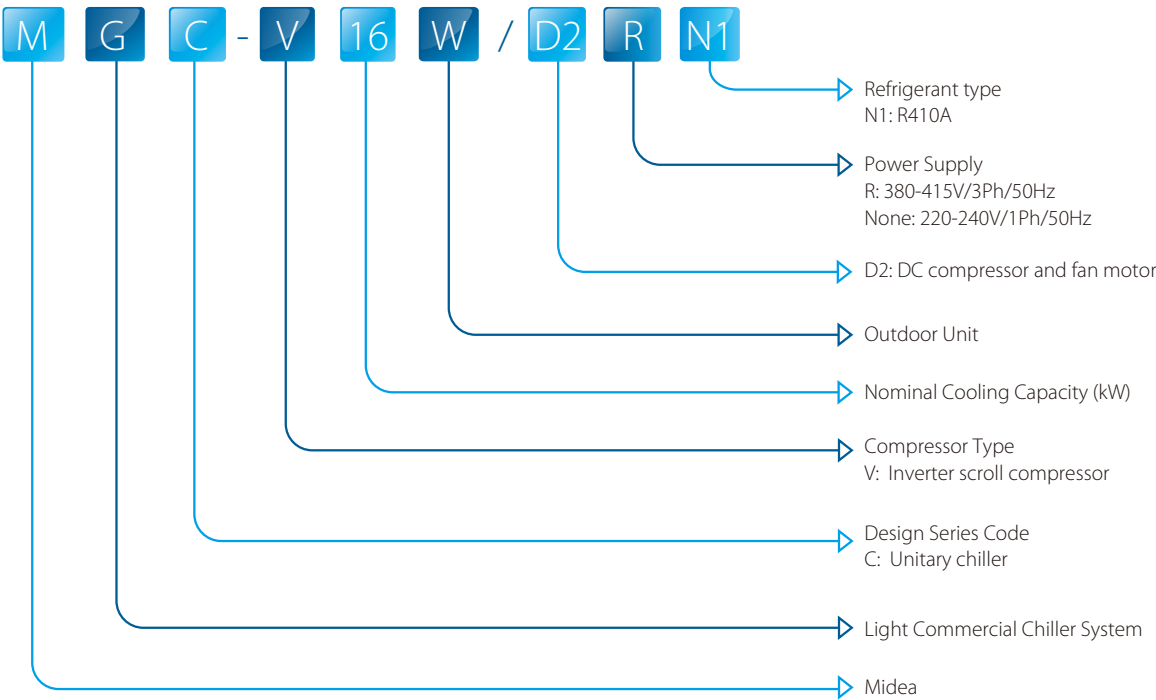 M G C - V 16 W / D2 R N1
Refrigerant type
N1: R410A
Power Supply
R: 380-415V/3Ph/50Hz
None: 220-240V/1Ph/50Hz
D2: DC compressor and fan motor
Outdoor Unit
Nominal Cooling Capacity (kW)
Compressor Type
V: Inverter scroll compressor
Design Series Code
C: Unitary chiller
Light Commercial Chiller System
Midea